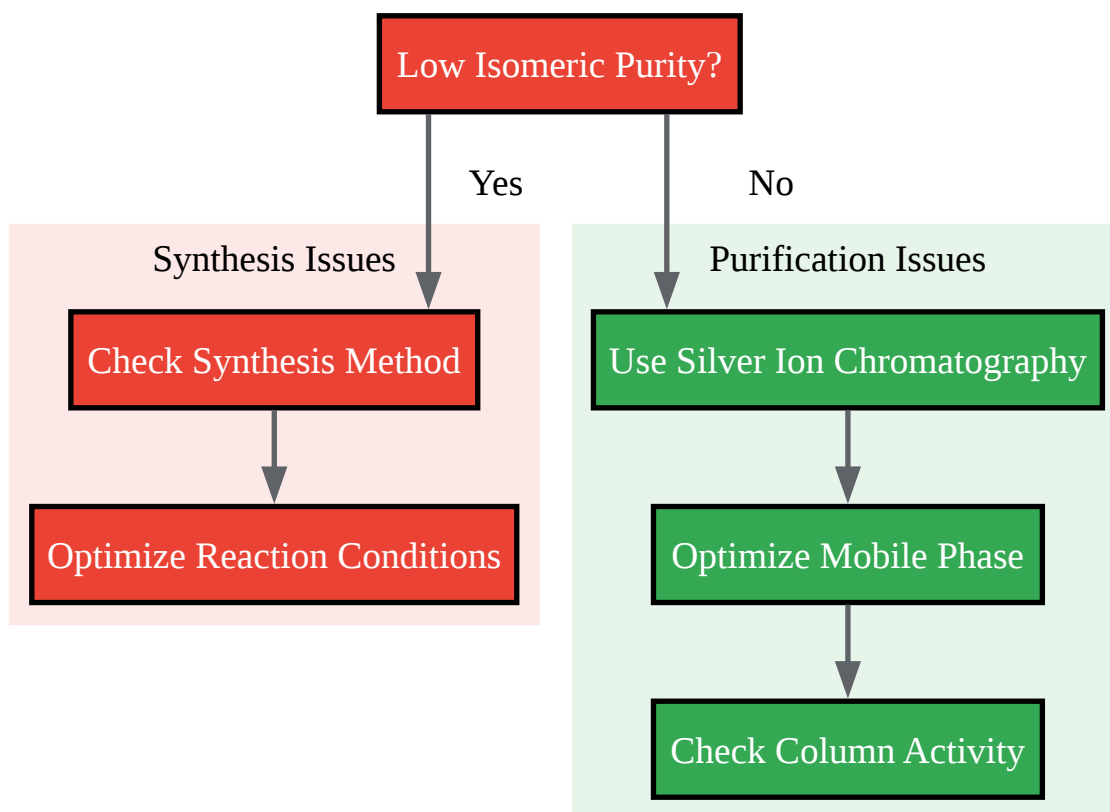 Low Isomeric Purity?
Yes
No
Synthesis Issues
Purification Issues
Check Synthesis Method
Use Silver Ion Chromatography
Optimize Reaction Conditions
Optimize Mobile Phase
Check Column Activity